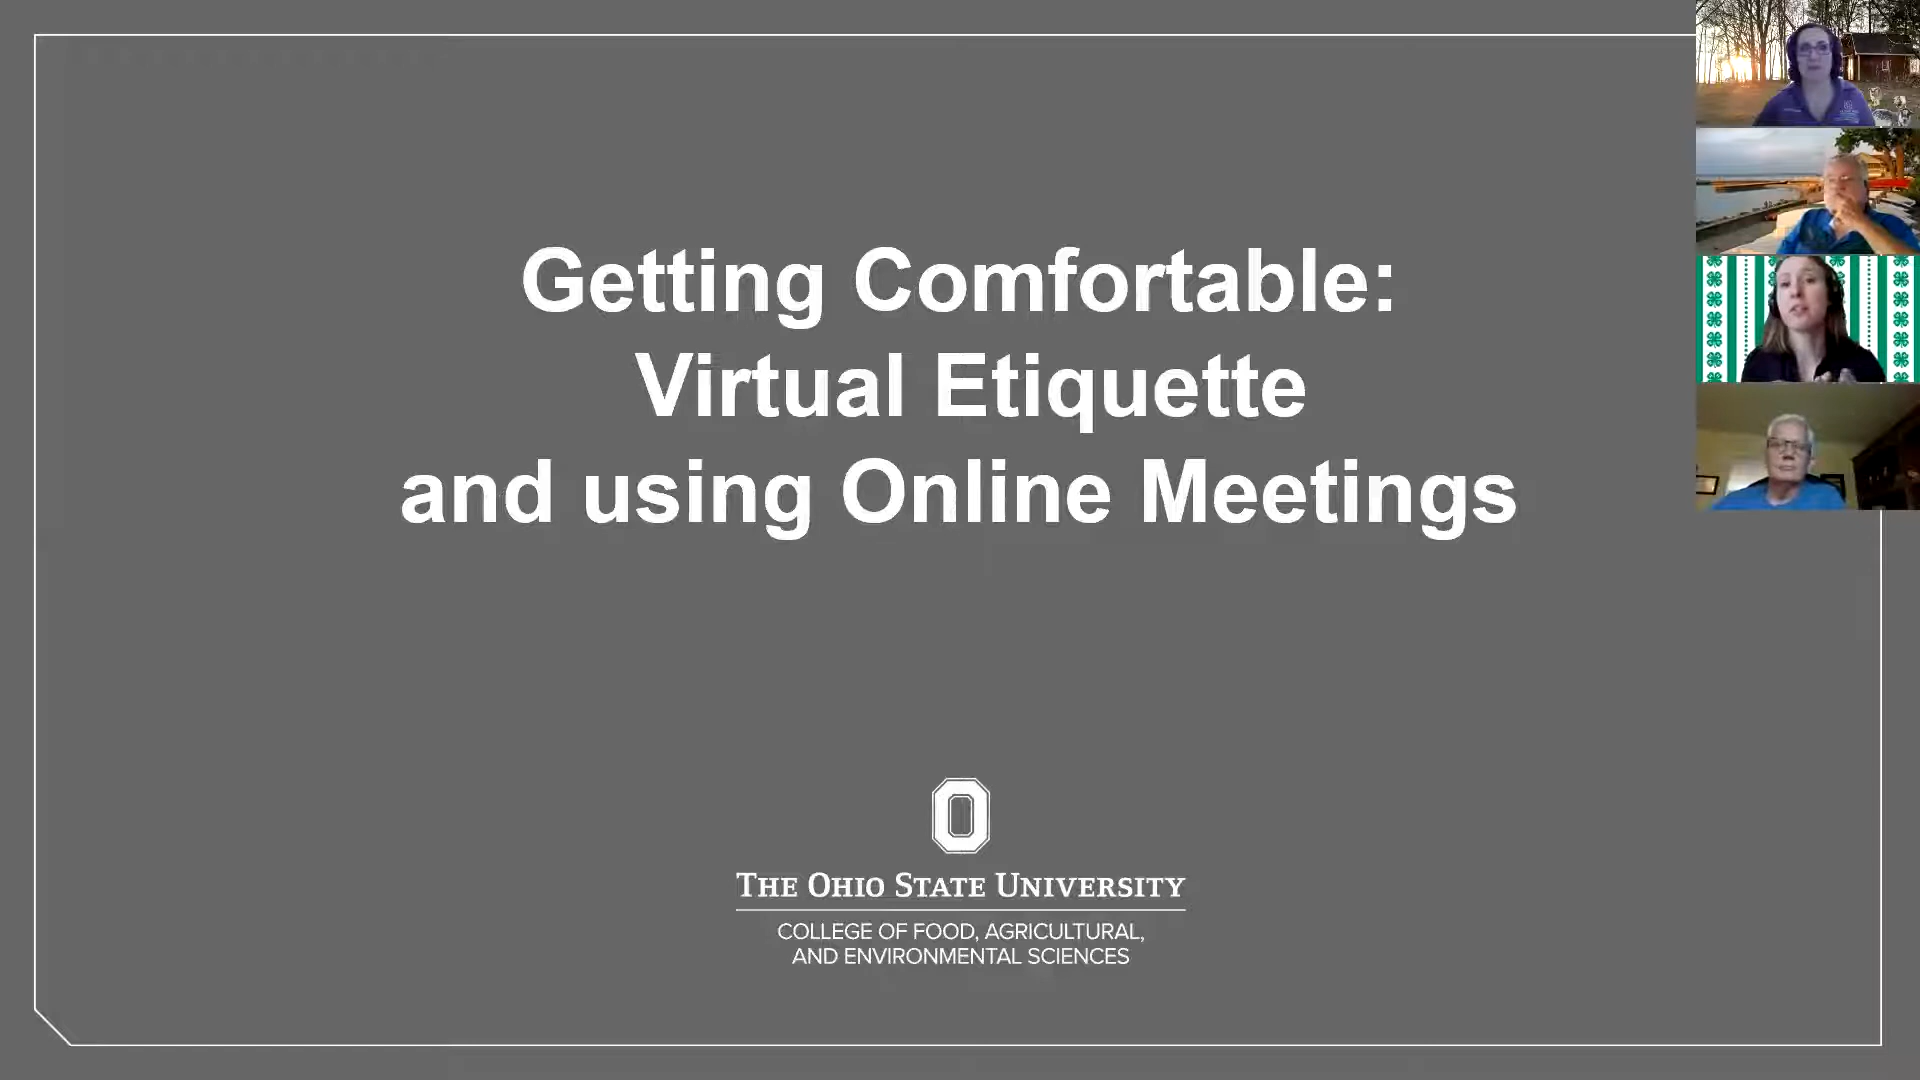 Getting Comfortable:
Virtual Etiquette
and using Online Meetings
THE OHIO STATE UNIVERSITY
COLLEGE OF FOOD, AGRICULTURAL,
AND ENVIRONMENTAL SCIENCES